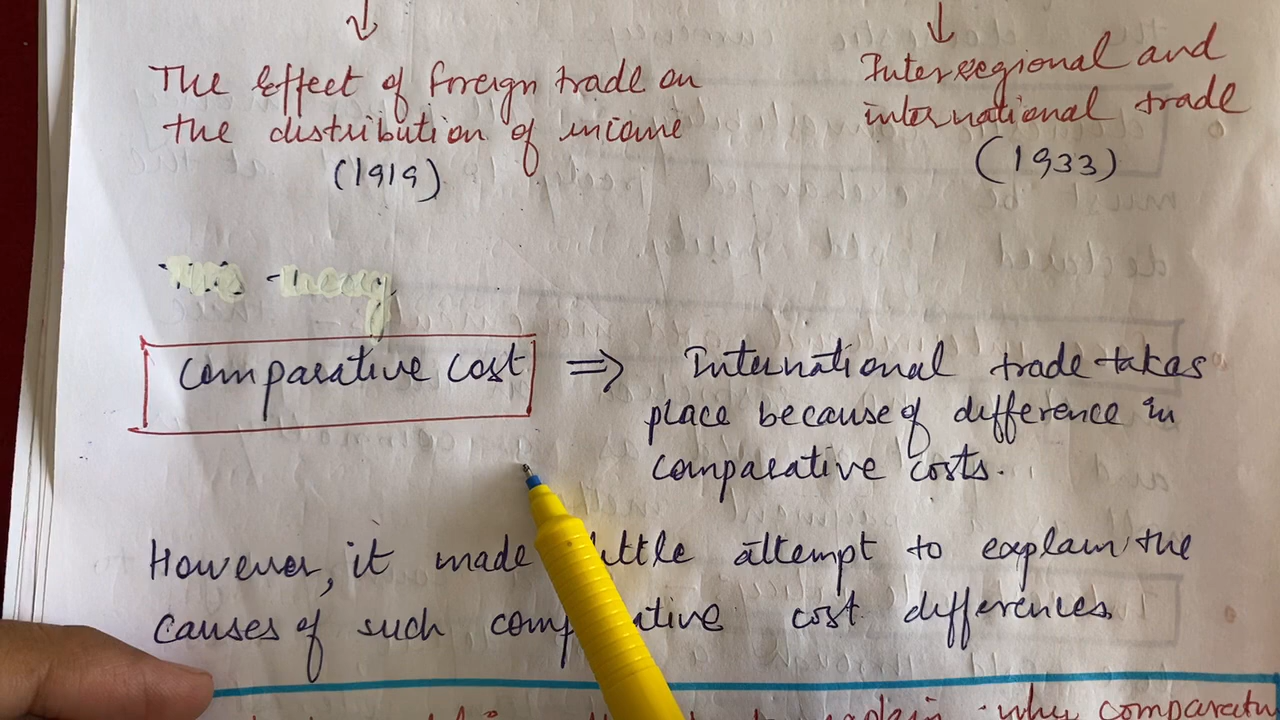 The Effect of foreign trade on
the distribution of income
(1919)
Interregional and
international trade
(1933)
Comparative cost ⇒ International trade takes
place because of difference in
comparative costs.
However, it made little attempt to explain the
causes of such comparative cost differences.
explain why